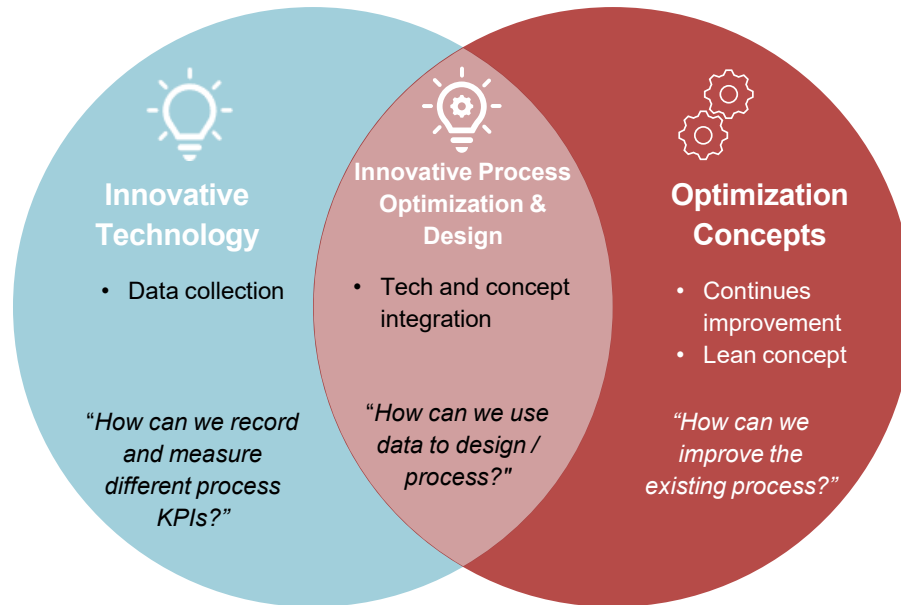 Innovative
Technology
• Data collection
“How can we record
and measure
different process
KPIs?”
Innovative Process
Optimization &
Design
• Tech and concept
integration
“How can we use
data to design /
process?"
Optimization
Concepts
• Continues
improvement
• Lean concept
“How can we
improve the
existing process?”